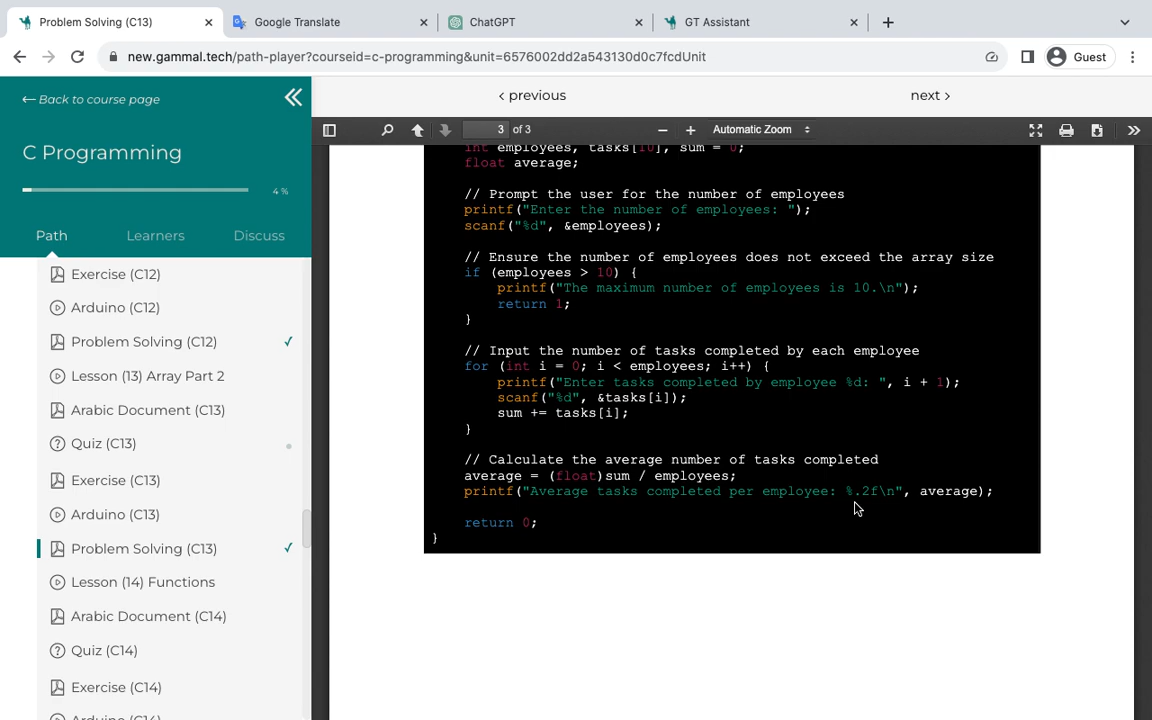 Problem Solving (C13)
Google Translate
ChatGPT
GT Assistant
new.gammal.tech/path-player?courseid=c-programming&unit=6576002dd2a543130d0c7fcdUnit
Guest
Back to course page
C Programming
4 %
Path
Learners
Discuss
Exercise (C12)
Arduino (C12)
Problem Solving (C12)
Lesson (13) Array Part 2
Arabic Document (C13)
Quiz (C13)
Exercise (C13)
Arduino (C13)
Problem Solving (C13)
Lesson (14) Functions
Arabic Document (C14)
Quiz (C14)
Exercise (C14)
Arduino (C14)
< previous
next >
3 of 3
Automatic Zoom
int employees, tasks[10], sum = 0;
float average;
// Prompt the user for the number of employees
printf("Enter the number of employees: ");
scanf("%d", &employees);
// Ensure the number of employees does not exceed the array size
if (employees > 10) {
printf("The maximum number of employees is 10.\n");
return 1;
}
// Input the number of tasks completed by each employee
for (int i = 0; i < employees; i++) {
printf("Enter tasks completed by employee %d: ", i + 1);
scanf("%d", &tasks[i]);
sum += tasks[i];
}
// Calculate the average number of tasks completed
average = (float)sum / employees;
printf("Average tasks completed per employee: %.2f\n", average);
return 0;
}